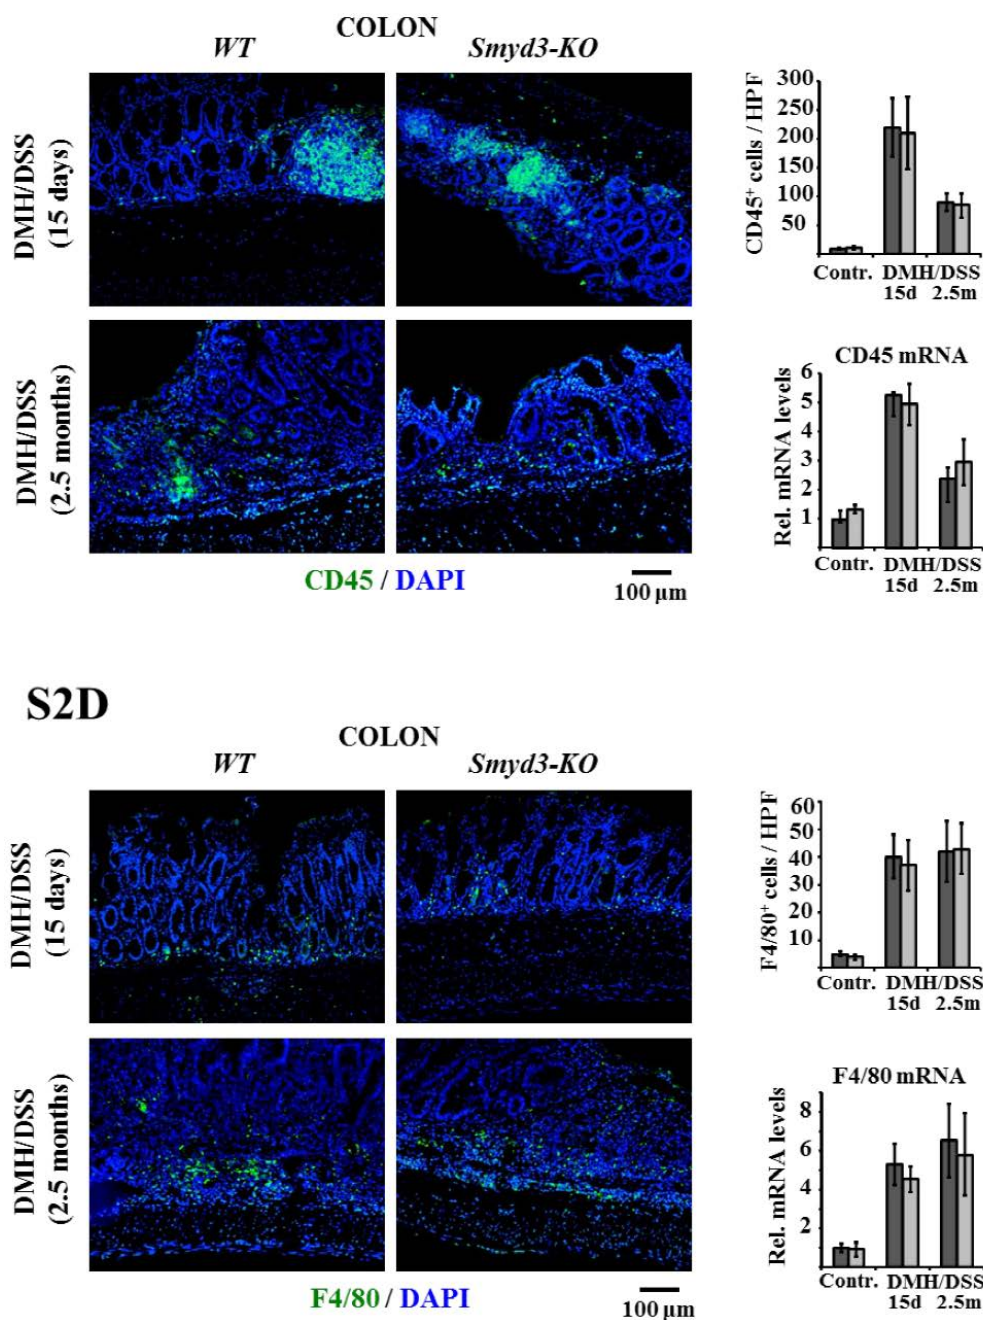 COLON
WT
Smyd3-KO
DMH/DSS
(15 days)
DMH/DSS
(2.5 months)
CD45 / DAPI
100 µm
CD45⁺ cells / HPF
300
250
200
150
100
50
Contr. DMH/DSS
15d 2.5m
CD45 mRNA
Rel. mRNA levels
6
5
4
3
2
1
Contr. DMH/DSS
15d 2.5m
S2D
COLON
WT
Smyd3-KO
DMH/DSS
(15 days)
DMH/DSS
(2.5 months)
F4/80 / DAPI
100 µm
F4/80⁺ cells / HPF
60
50
40
30
20
10
Contr. DMH/DSS
15d 2.5m
F4/80 mRNA
Rel. mRNA levels
8
6
4
2
Contr. DMH/DSS
15d 2.5m